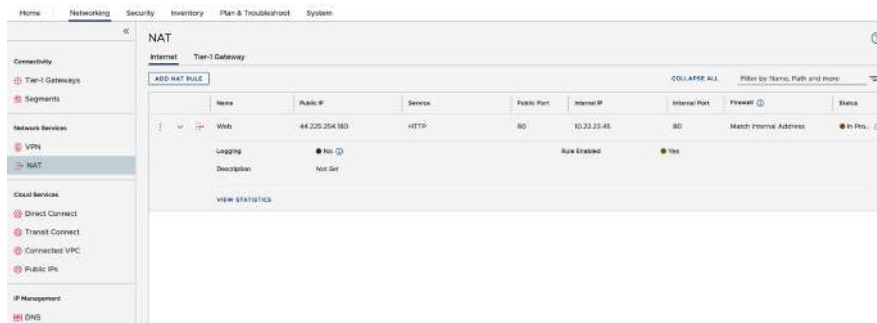 Home Networking Security Inventory Plan & Troubleshoot System
«
NAT
Internet Tier-1 Gateway
Connectivity
Tier-1 Gateways
Segments
Network Services
VPN
NAT
Cloud Services
Direct Connect
Transit Connect
Connected VPC
Public IPs
IP Management
DNS
ADD NAT RULE COLLAPSE ALL Filter by Name, Path and more
Name Public IP Service Public Port Internal IP Internal Port Firewall Status
Web 44.225.254.180 HTTP 80 10.22.23.45 80 Match Internal Address In Pro...
Logging No Rule Enabled Yes
Description Not Set
VIEW STATISTICS